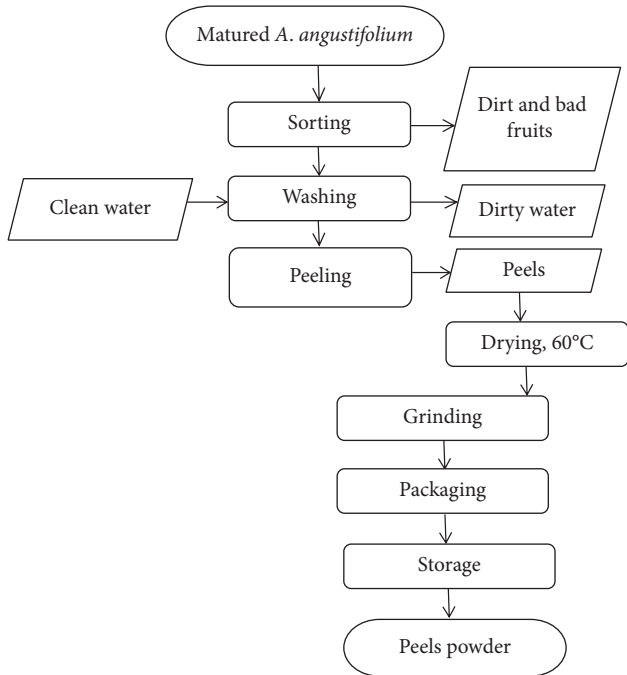 Matured A. angustifolium
Sorting
Dirt and bad
fruits
Clean water
Washing
Dirty water
Peeling
Peels
Drying, 60°C
Grinding
Packaging
Storage
Peels powder